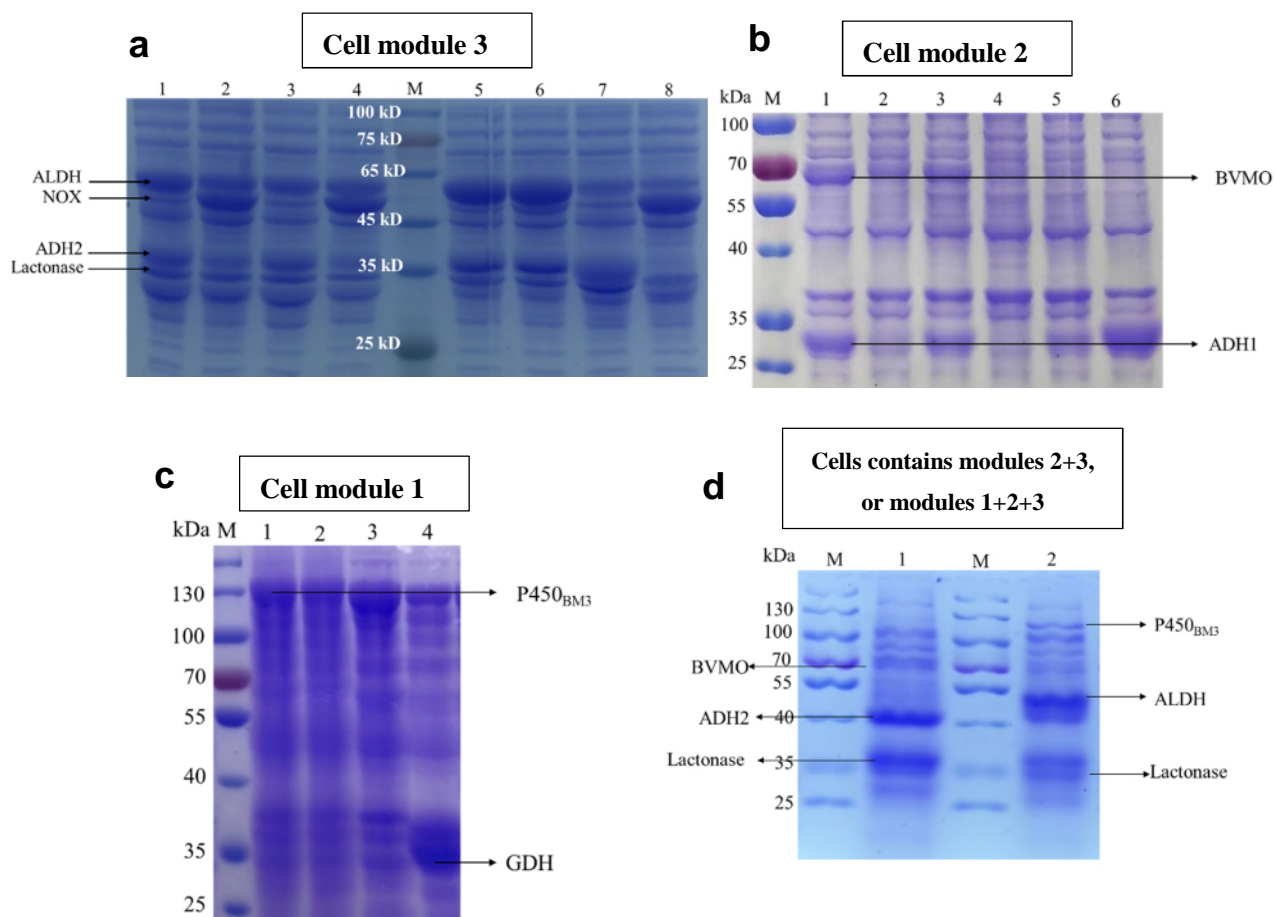 a
Cell module 3
1 2 3 4 M 5 6 7 8
100 kD
75 kD
65 kD
45 kD
35 kD
25 kD
ALDH
NOX
ADH2
Lactonase
b
Cell module 2
kDa M 1 2 3 4 5 6
100
70
55
40
35
25
BVMO
ADH1
c
Cell module 1
kDa M 1 2 3 4
130
100
70
55
40
35
25
P450BM3
GDH
d
Cells contains modules 2+3,
or modules 1+2+3
kDa M 1 M 2
130
100
70
55
40
35
25
BVMO
ADH2
Lactonase
P450BM3
ALDH
Lactonase